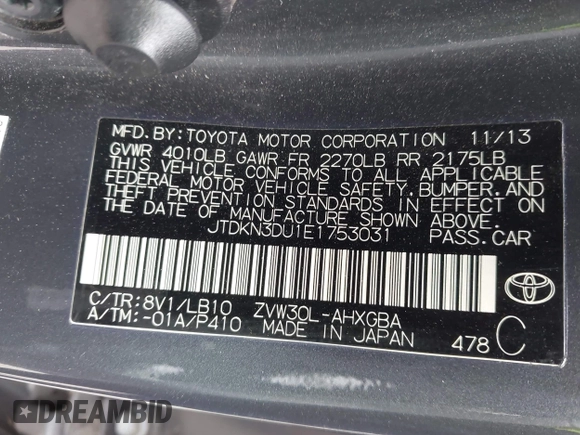 MFD. BY: TOYOTA MOTOR CORPORATION 11/13
GVWR 4010LB GAWR FR 2270LB RR 2175LB
THIS VEHICLE CONFORMS TO ALL APPLICABLE
FEDERAL MOTOR VEHICLE SAFETY, BUMPER, AND
THEFT PREVENTION STANDARDS IN EFFECT ON
THE DATE OF MANUFACTURE SHOWN ABOVE.
JTDKN3DU1E1753031 PASS. CAR
C/TR: 8V1/LB10 ZVW30L-AHXGBA
A/TM: -01A/P410 MADE IN JAPAN 478 C
DREAMBID